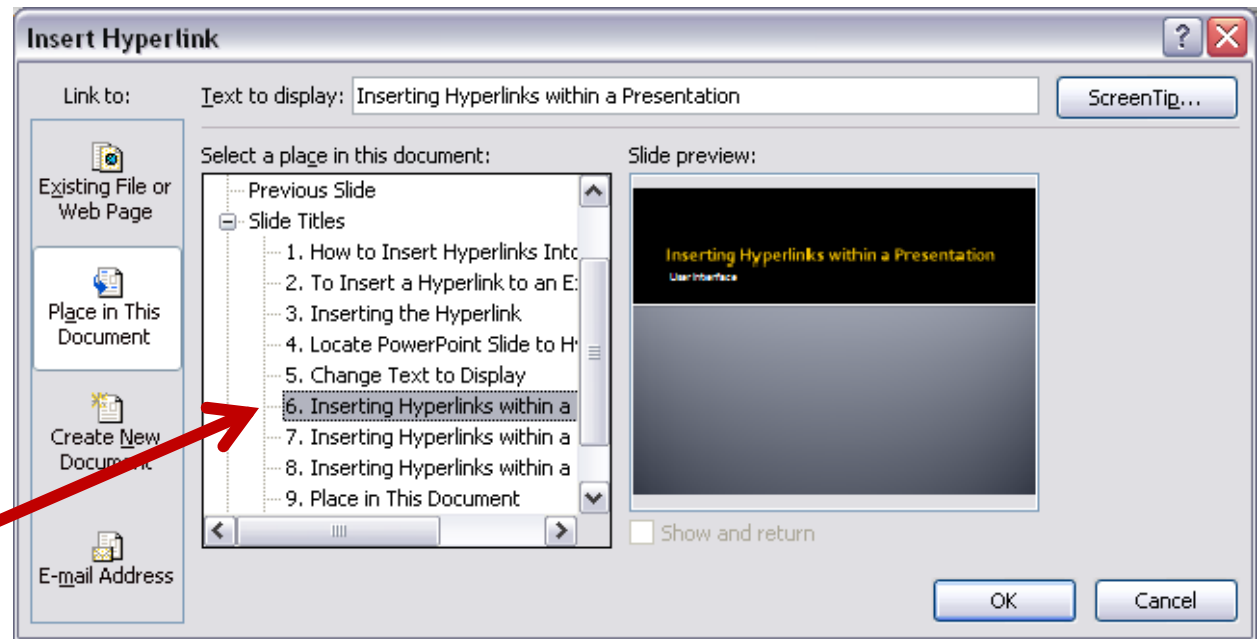 Insert Hyperlink
Link to:
Text to display: Inserting Hyperlinks within a Presentation
ScreenTip...
Select a place in this document:
Slide preview:
Existing File or
Web Page
Place in This
Document
Create New
Document
E-mail Address
Previous Slide
Slide Titles
1. How to Insert Hyperlinks Into
2. To Insert a Hyperlink to an E
3. Inserting the Hyperlink
4. Locate PowerPoint Slide to H
5. Change Text to Display
6. Inserting Hyperlinks within a
7. Inserting Hyperlinks within a
8. Inserting Hyperlinks within a
9. Place in This Document
Inserting Hyperlinks within a Presentation
User Interface
Show and return
OK
Cancel